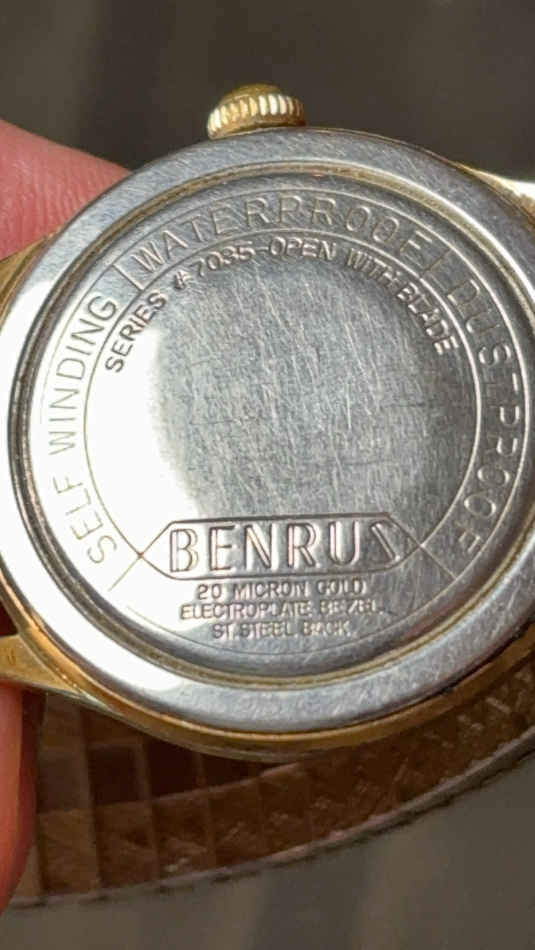 SELF WINDING | WATERPROOF | DUST-PROOF
SERIES #7035-OPEN WITH BLADE
BENRUS
20 MICRON GOLD
ELECTROPLATE BEZEL
ST. STEEL BACK